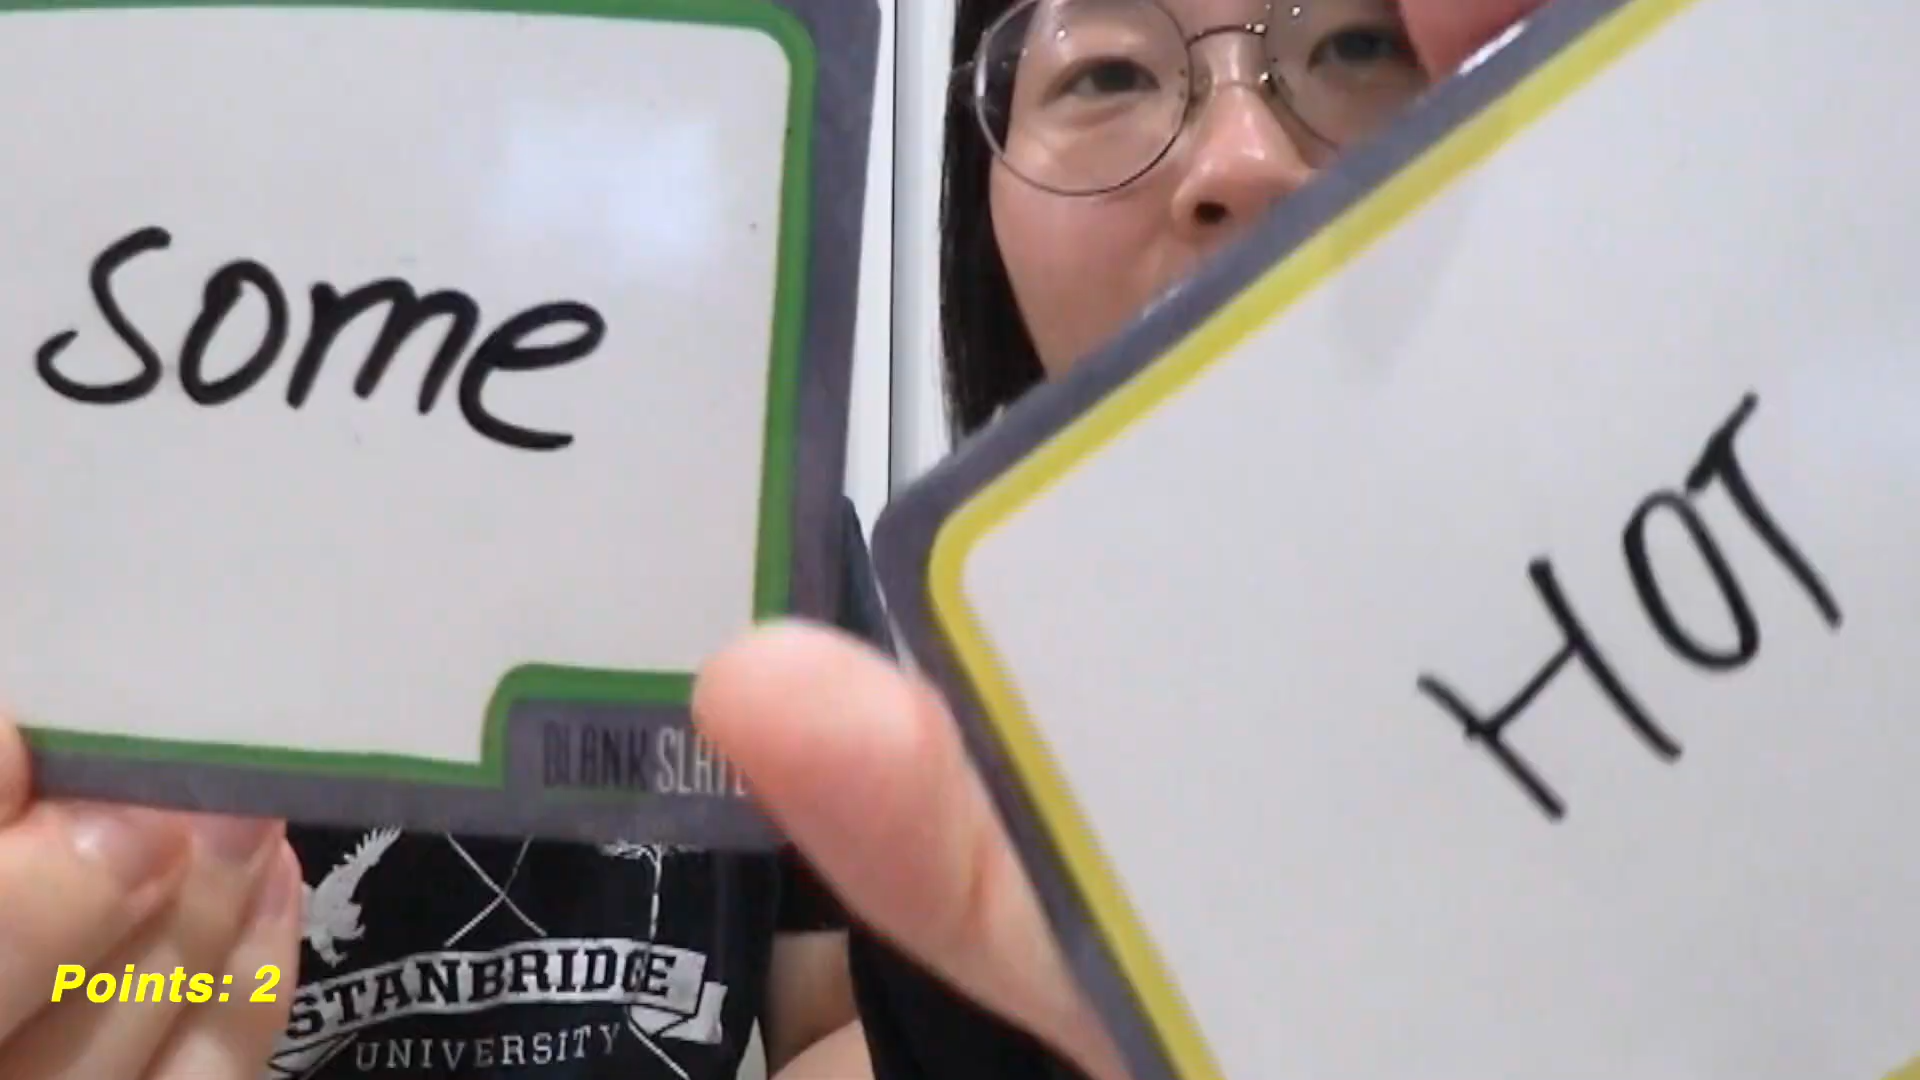 some
HOT
BLANK SLATE
Points: 2
STANBRIDGE
UNIVERSITY